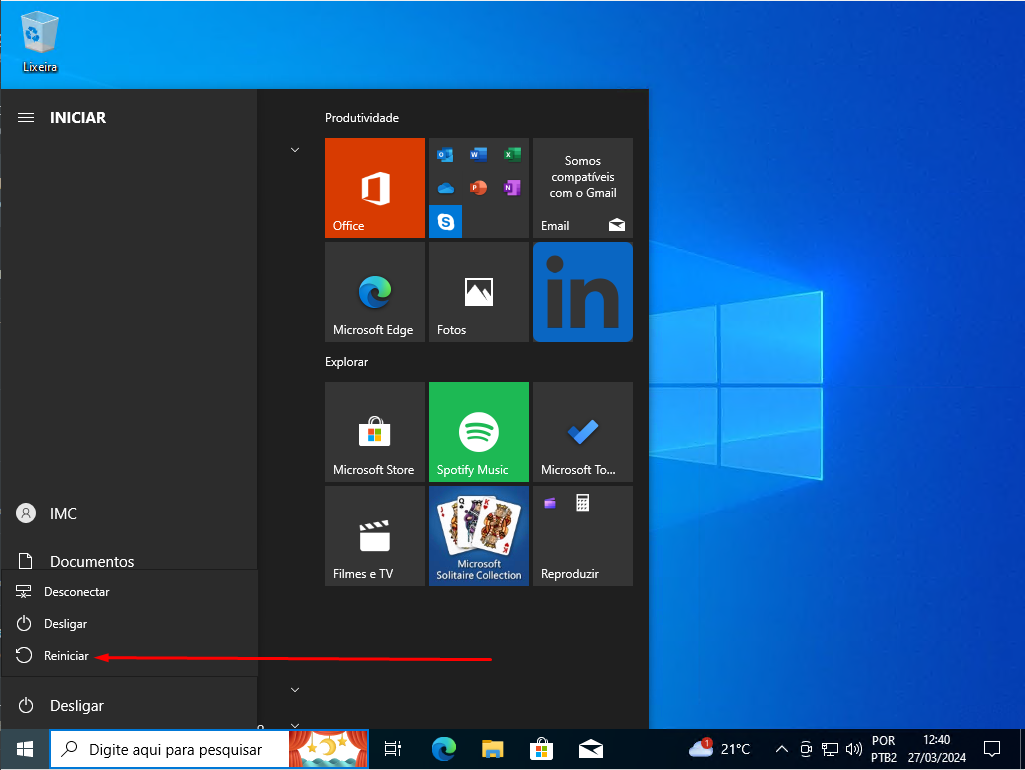 Lixeira
INICIAR
Produtividade
Office
Somos
compatíveis
com o Gmail
Email
Microsoft Edge
Fotos
in
Explorar
Microsoft Store
Spotify Music
Microsoft To...
Filmes e TV
Microsoft
Solitaire Collection
Reproduzir
IMC
Documentos
Desconectar
Desligar
Reiniciar
Desligar
Digite aqui para pesquisar
1
21°C
POR
PTB2
12:40
27/03/2024